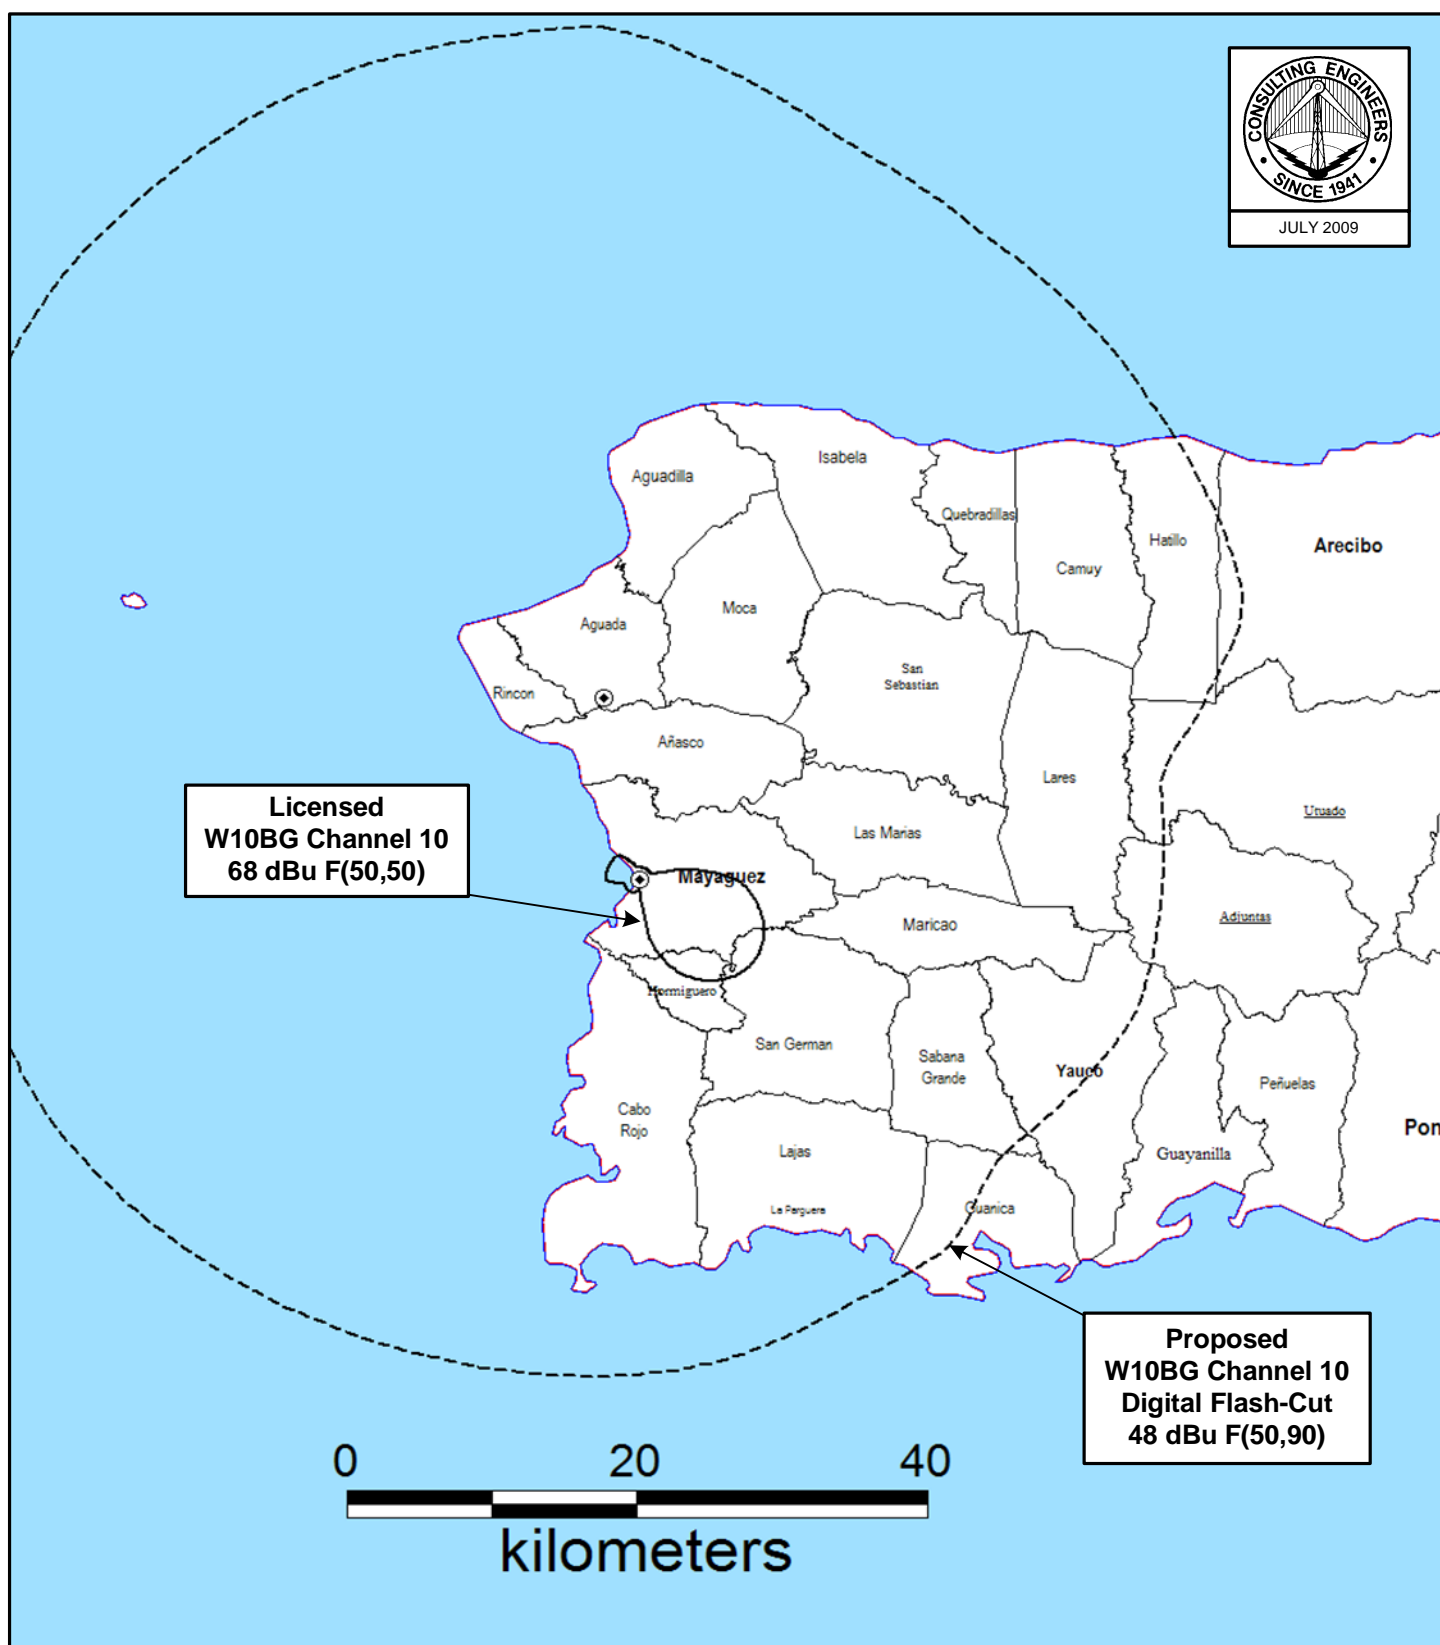 CONSULTING ENGINEERS
SINCE 1941
JULY 2009
Isabela
Aguadilla
Quebradillas
Hatillo
Arecibo
Camuy
Moca
Aguada
San
Sebastian
Rincon
Añasco
Lares
Licensed
W10BG Channel 10
68 dBu F(50,50)
Utuado
Las Marias
Mayaguez
Adjuntas
Maricao
Hormiguero
San German
Sabana
Grande
Yauco
Peñuelas
Cabo
Rojo
Pon
Lajas
Guayanilla
La Parguera
Guanica
Proposed
W10BG Channel 10
Digital Flash-Cut
48 dBu F(50,90)
0 20 40
kilometers